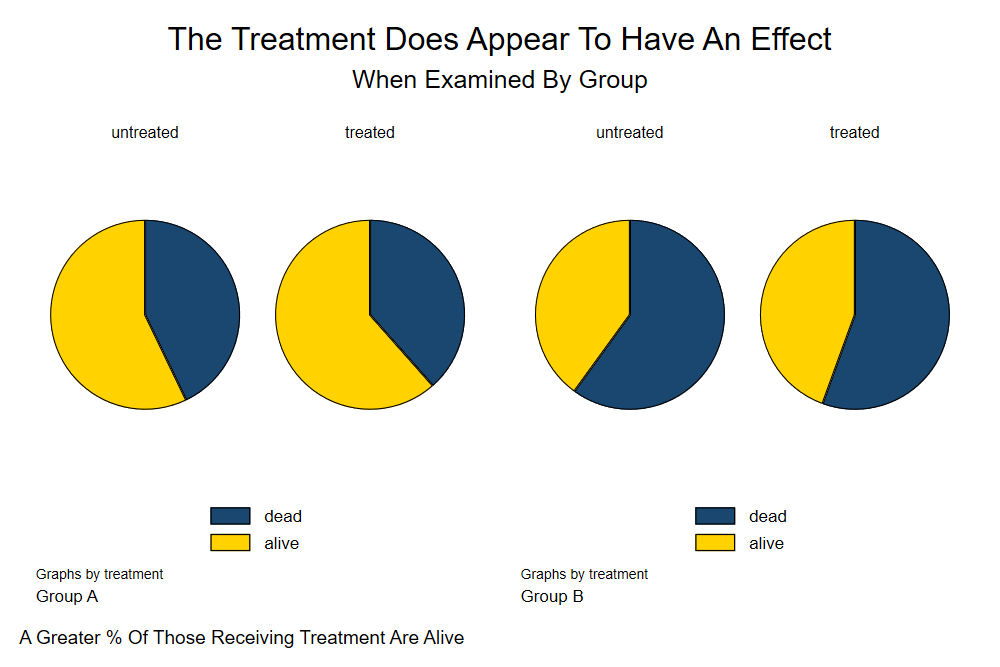 The Treatment Does Appear To Have An Effect
When Examined By Group
untreated
treated
untreated
treated
dead
alive
Graphs by treatment
Group A
dead
alive
Graphs by treatment
Group B
A Greater % Of Those Receiving Treatment Are Alive